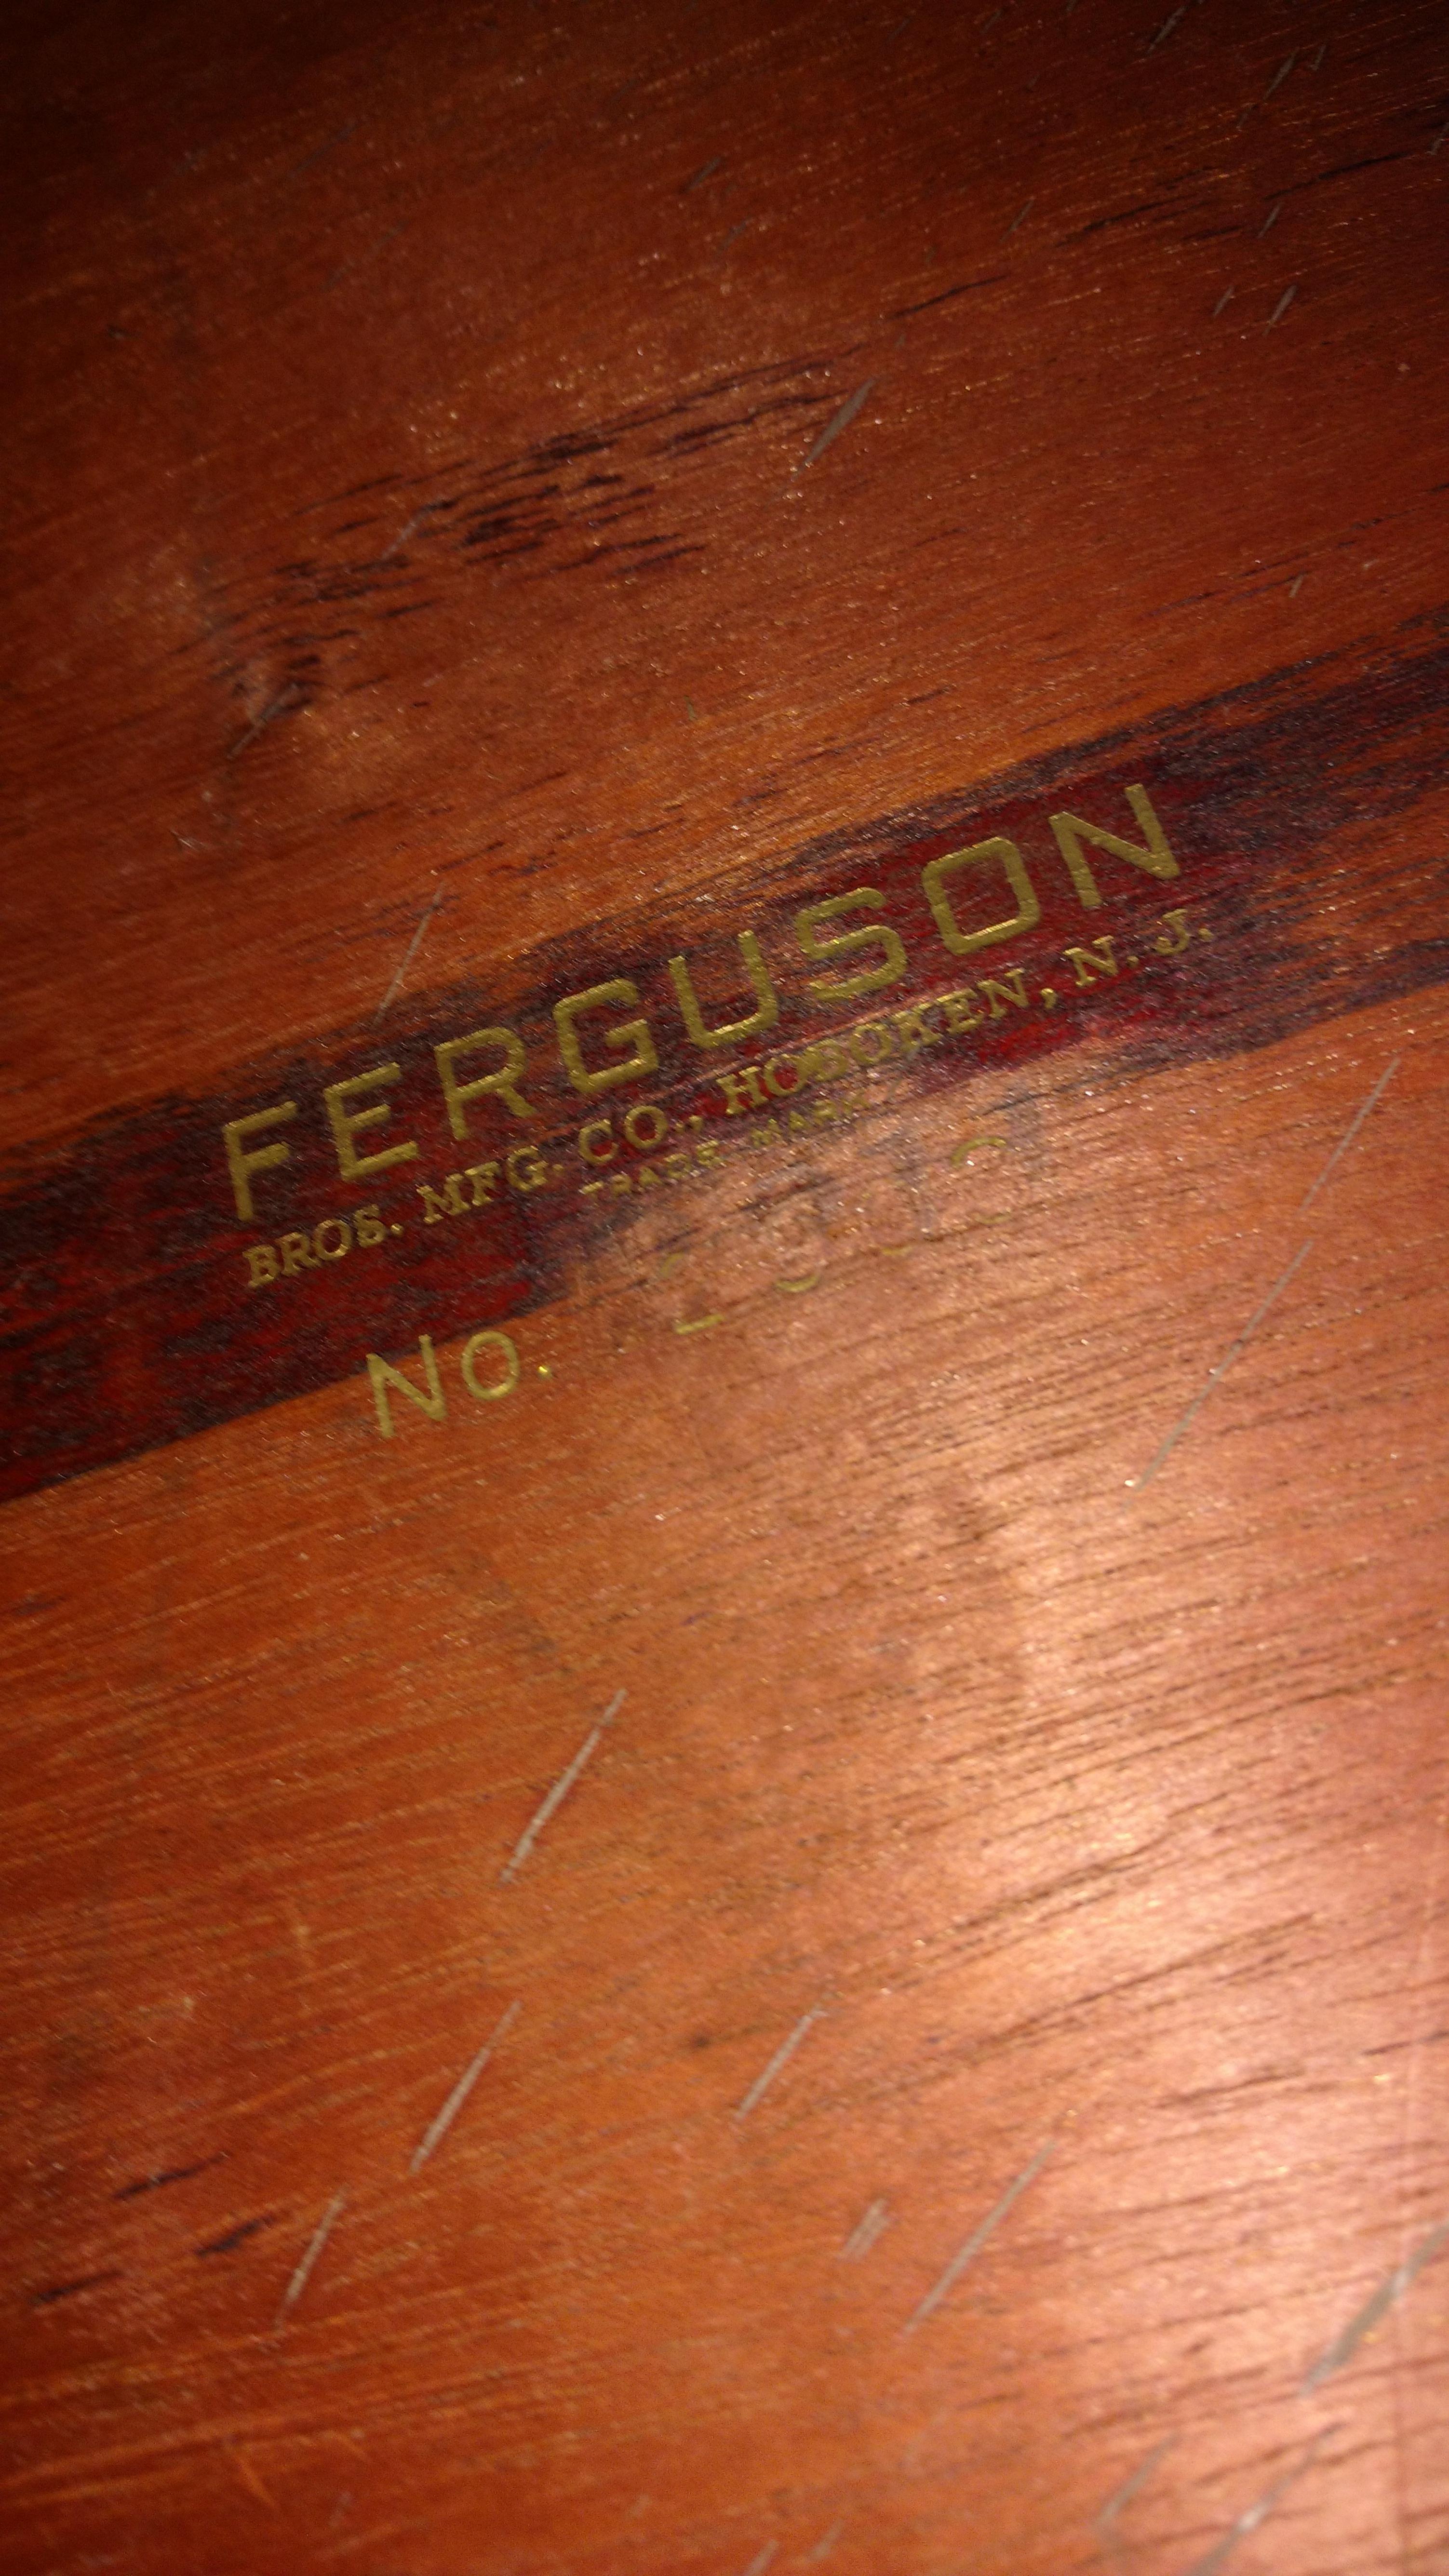 FERGUSON
BROS. MFG. CO., HOBOKEN, N. J.
TRADE MARK
No.